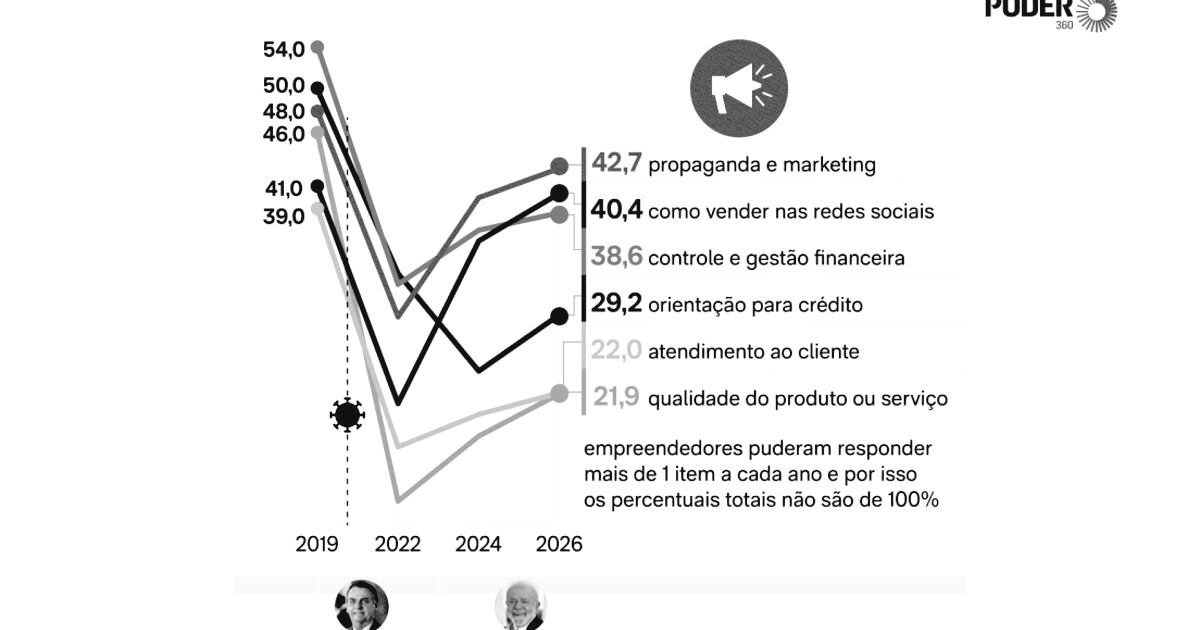 PODER
360
54,0
50,0
48,0
46,0
41,0
39,0
42,7 propaganda e marketing
40,4 como vender nas redes sociais
38,6 controle e gestão financeira
29,2 orientação para crédito
22,0 atendimento ao cliente
21,9 qualidade do produto ou serviço
empreendedores puderam responder
mais de 1 item a cada ano e por isso
os percentuais totais não são de 100%
2019 2022 2024 2026